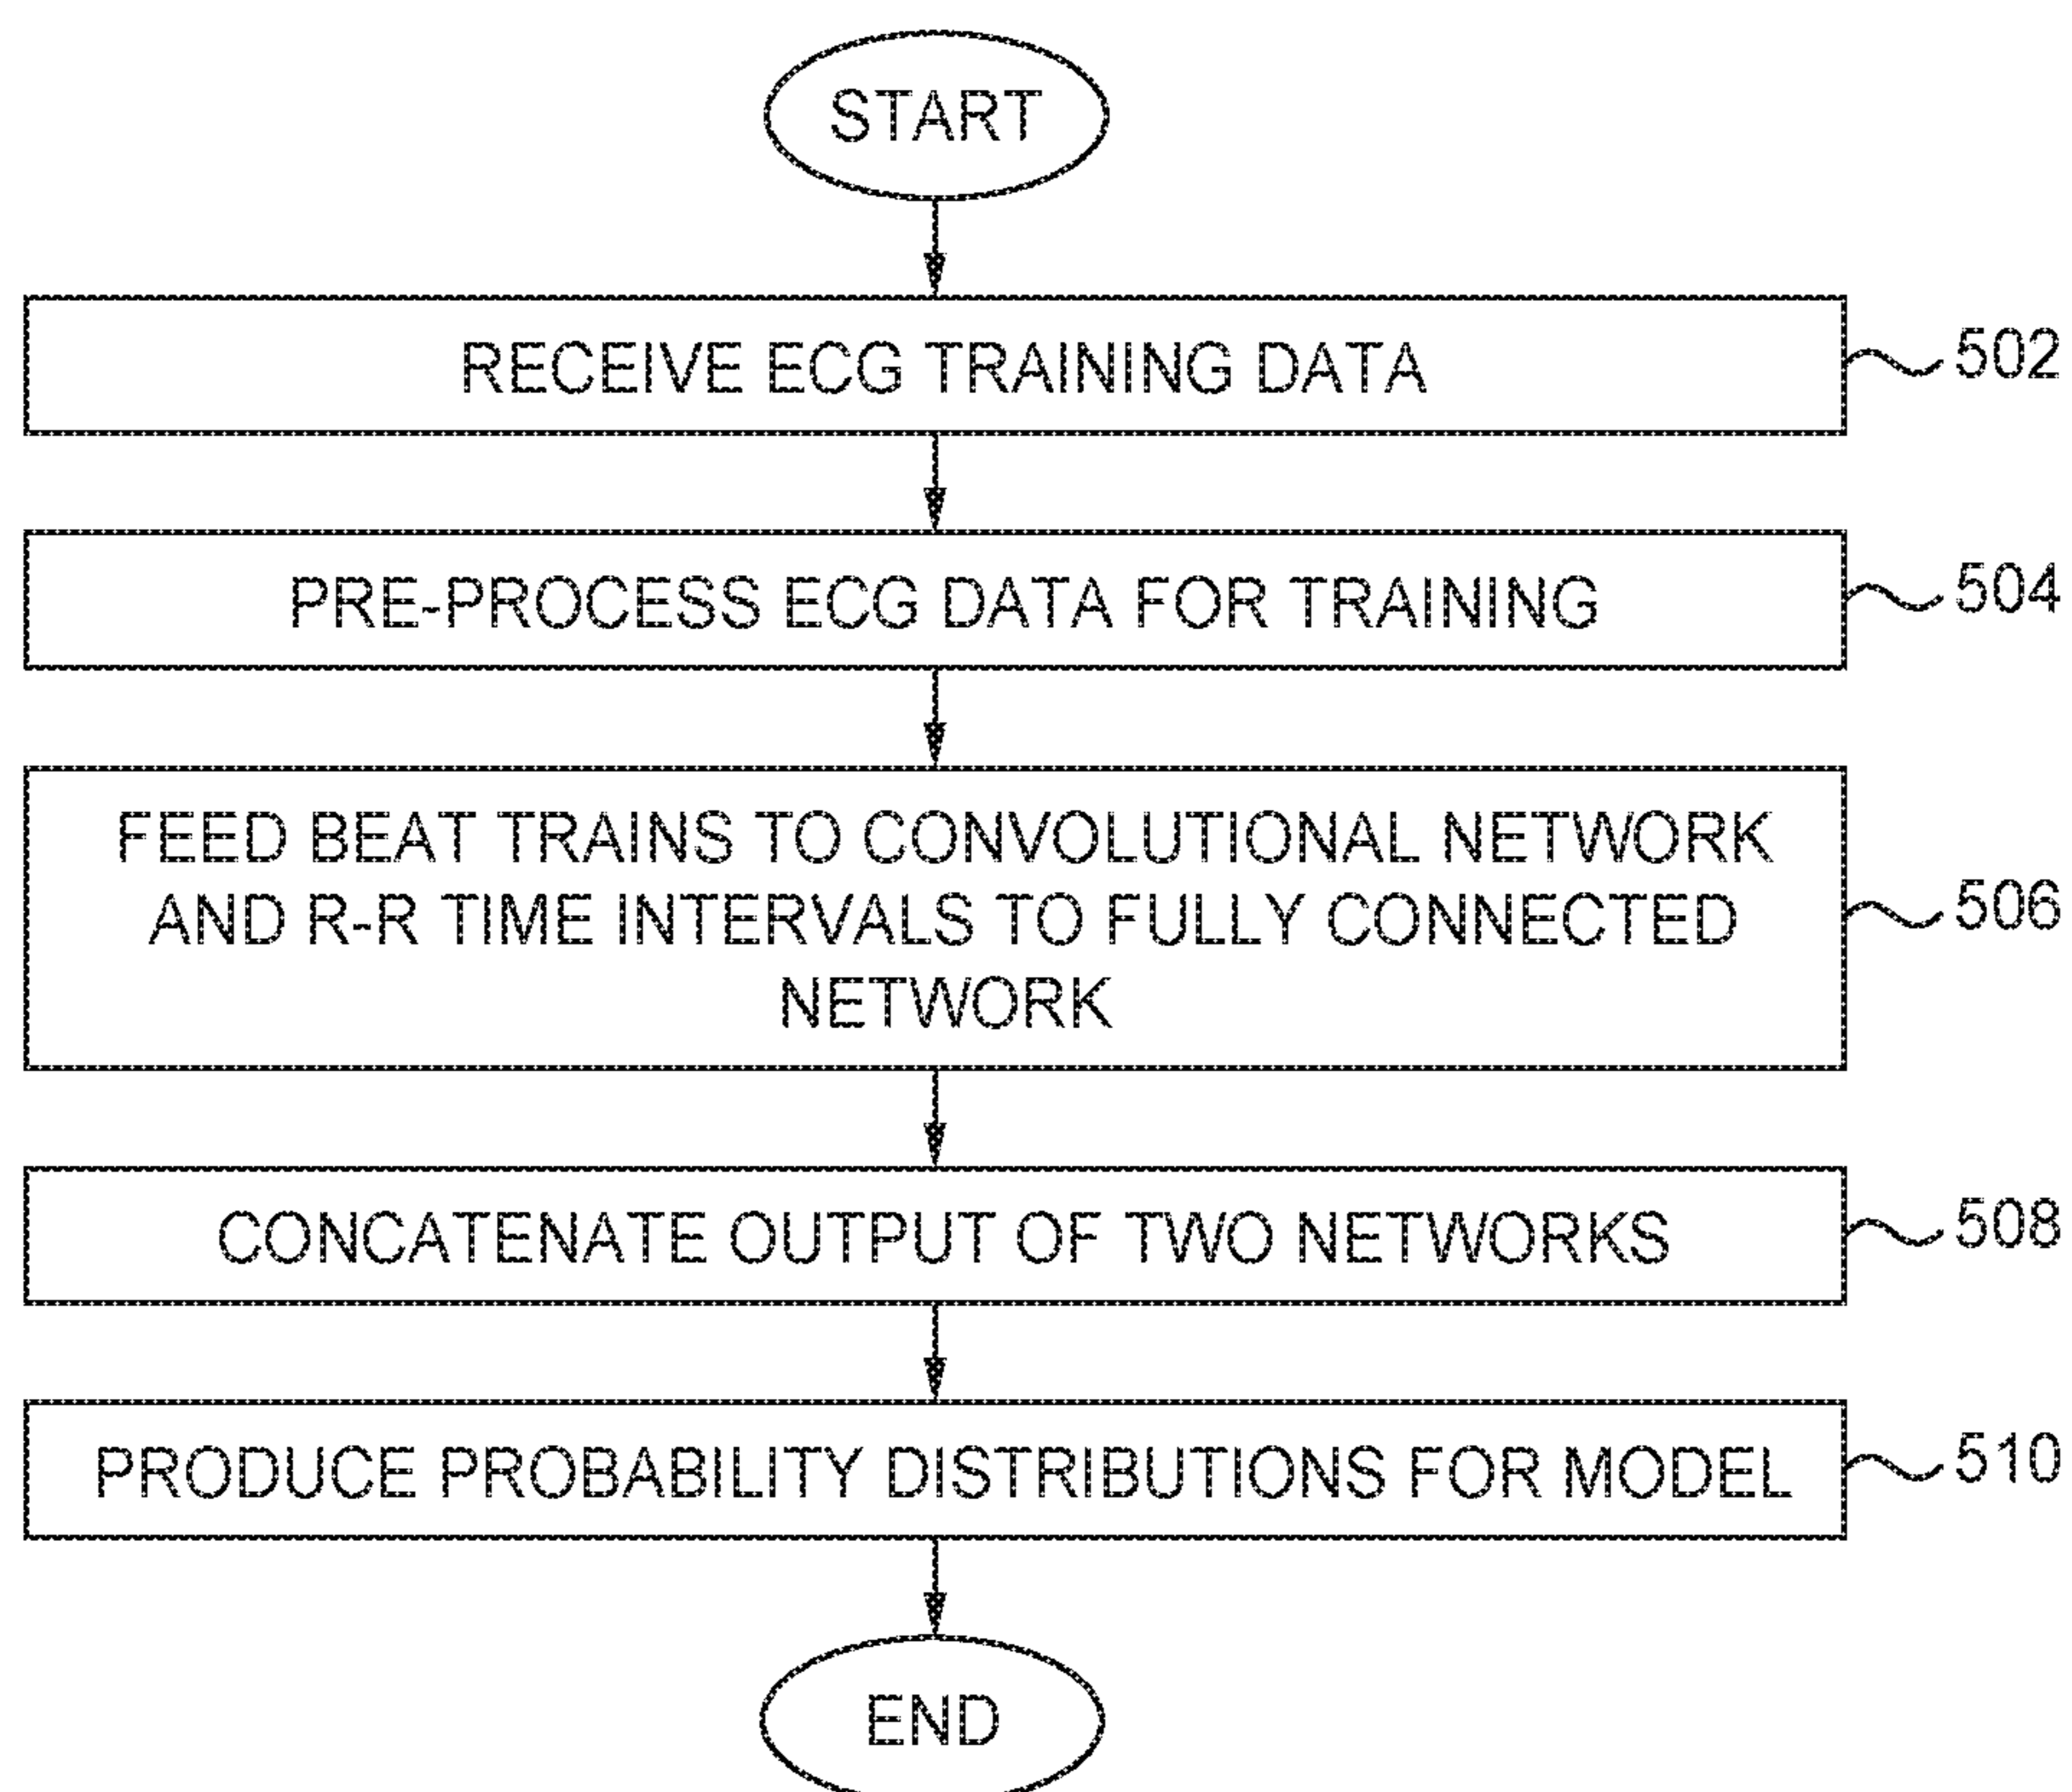 START
RECEIVE ECG TRAINING DATA
502
PRE-PROCESS ECG DATA FOR TRAINING
504
FEED BEAT TRAINS TO CONVOLUTIONAL NETWORK
AND R-R TIME INTERVALS TO FULLY CONNECTED
NETWORK
506
CONCATENATE OUTPUT OF TWO NETWORKS
508
PRODUCE PROBABILITY DISTRIBUTIONS FOR MODEL
510
END